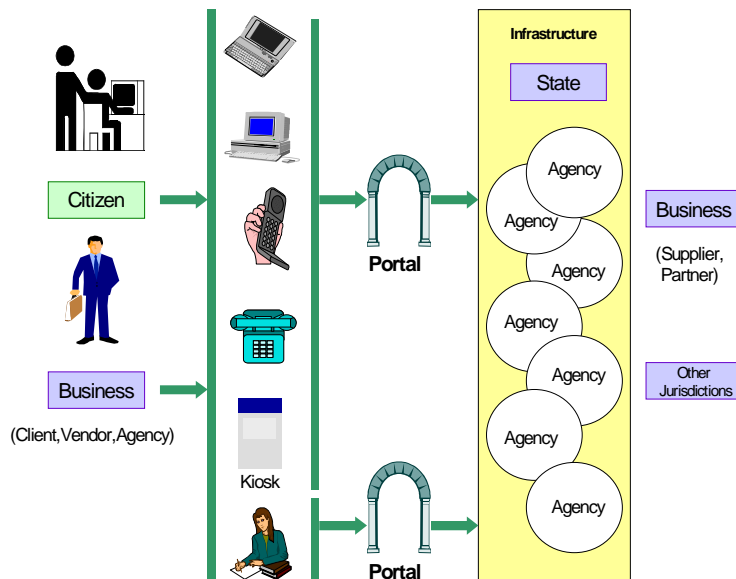 Infrastructure
State
Agency
Agency
Agency
Agency
Agency
Agency
Agency
Citizen
Business
(Client,Vendor,Agency)
Kiosk
Portal
Portal
Business
(Supplier,
Partner)
Other
Jurisdictions